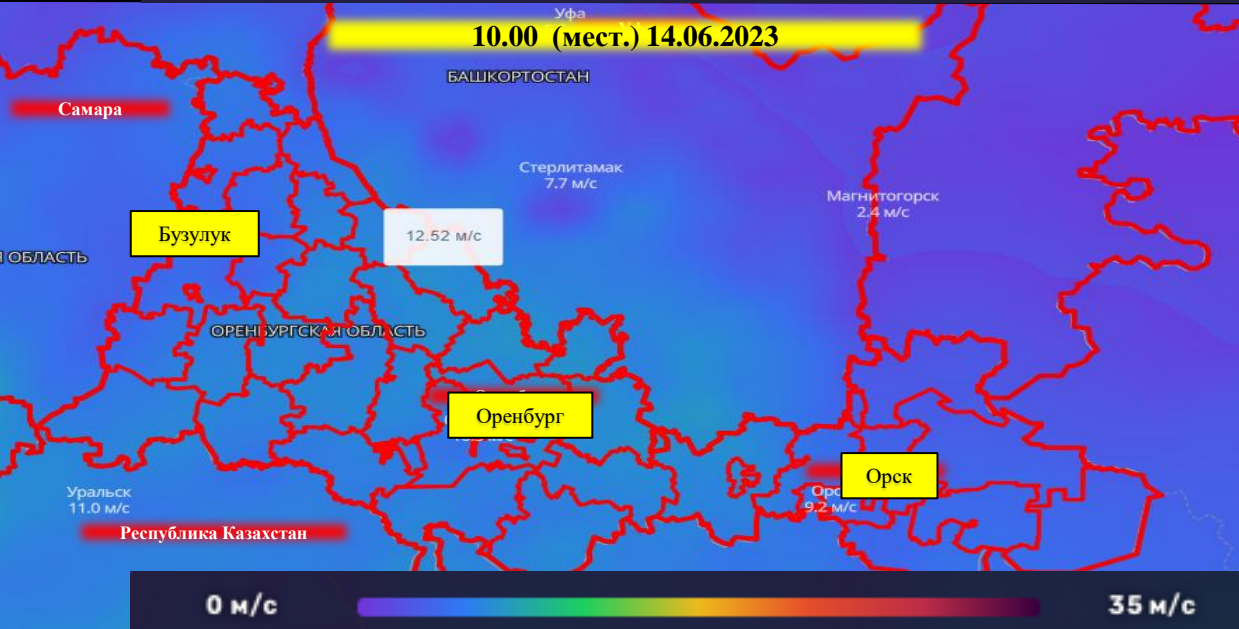 Уфа
10.00 (мест.) 14.06.2023
БАШКОРТОСТАН
Самара
Стерлитамак
7.7 м/с
Магнитогорск
2.4 м/с
Бузулук
12.52 м/с
ОБЛАСТЬ
ОРЕНБУРГСКАЯ ОБЛАСТЬ
Оренбург
Орск
Уральск
11.0 м/с
9.2 м/с
Республика Казахстан
0 м/с
35 м/с